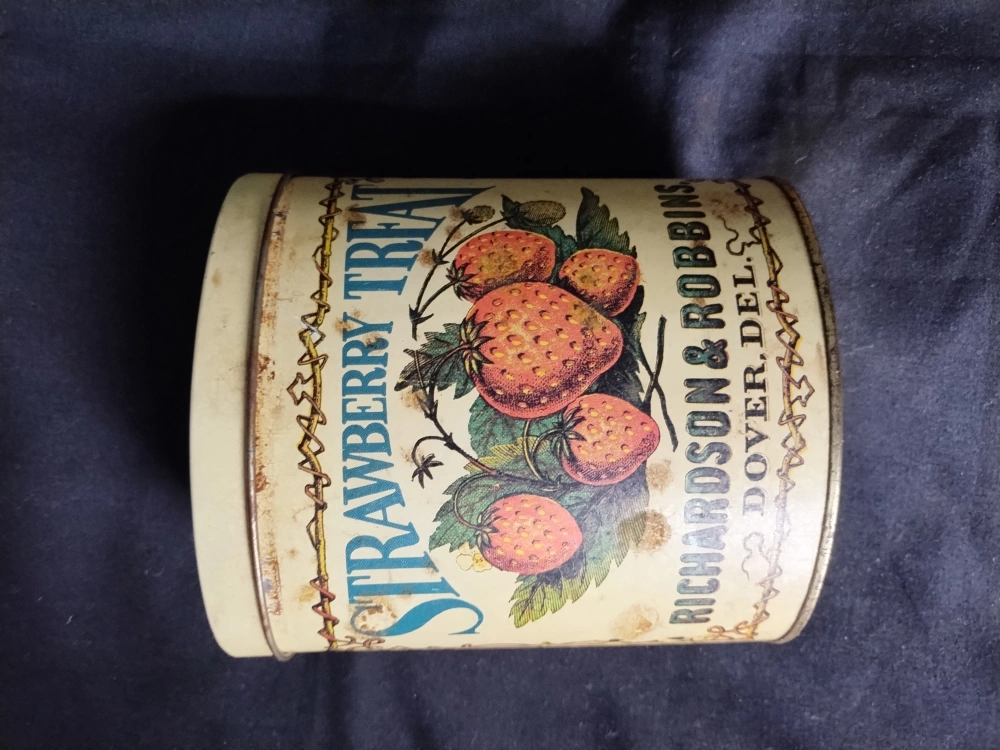 STRAWBERRY TREAT
RICHARDSON & ROBBINS.
DOVER, DEL.